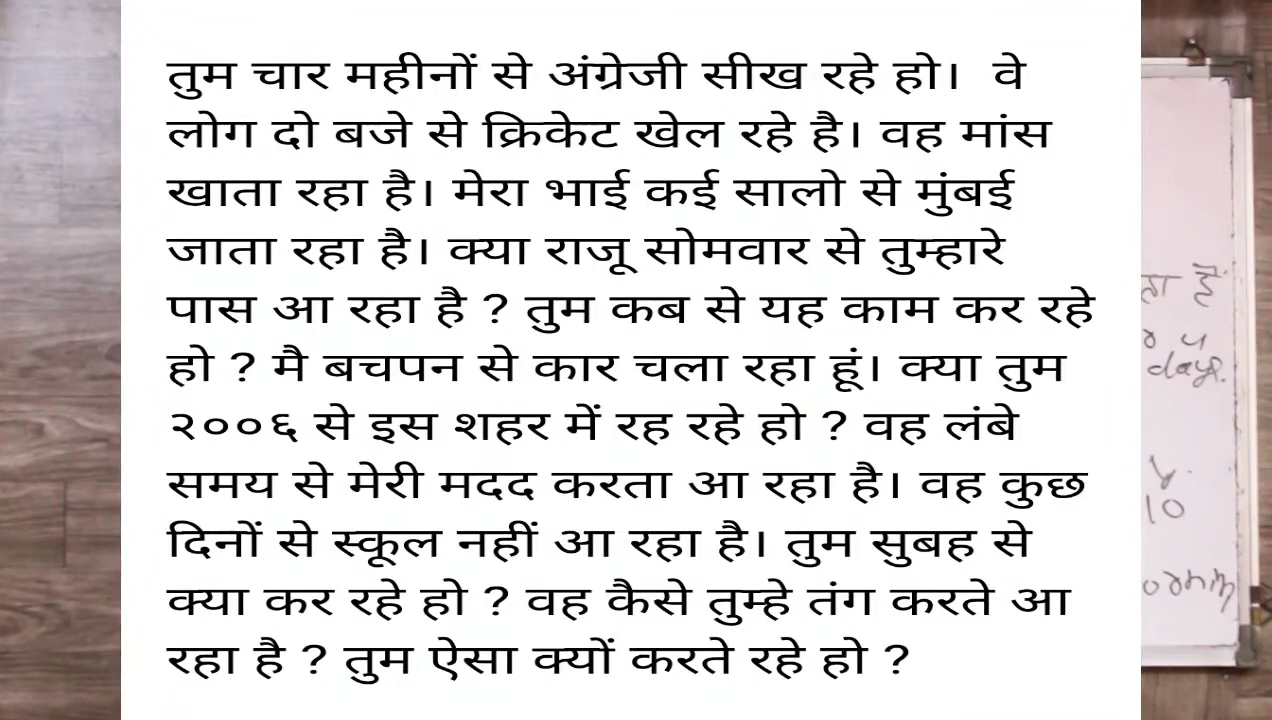 तुम चार महीनों से अंग्रेजी सीख रहे हो। वे
लोग दो बजे से क्रिकेट खेल रहे है। वह मांस
खाता रहा है। मेरा भाई कई सालो से मुंबई
जाता रहा है। क्या राजू सोमवार से तुम्हारे
पास आ रहा है ? तुम कब से यह काम कर रहे
हो ? मै बचपन से कार चला रहा हूं। क्या तुम
२००६ से इस शहर में रह रहे हो ? वह लंबे
समय से मेरी मदद करता आ रहा है। वह कुछ
दिनों से स्कूल नहीं आ रहा है। तुम सुबह से
क्या कर रहे हो ? वह कैसे तुम्हे तंग करते आ
रहा है ? तुम ऐसा क्यों करते रहे हो ?
days.
10